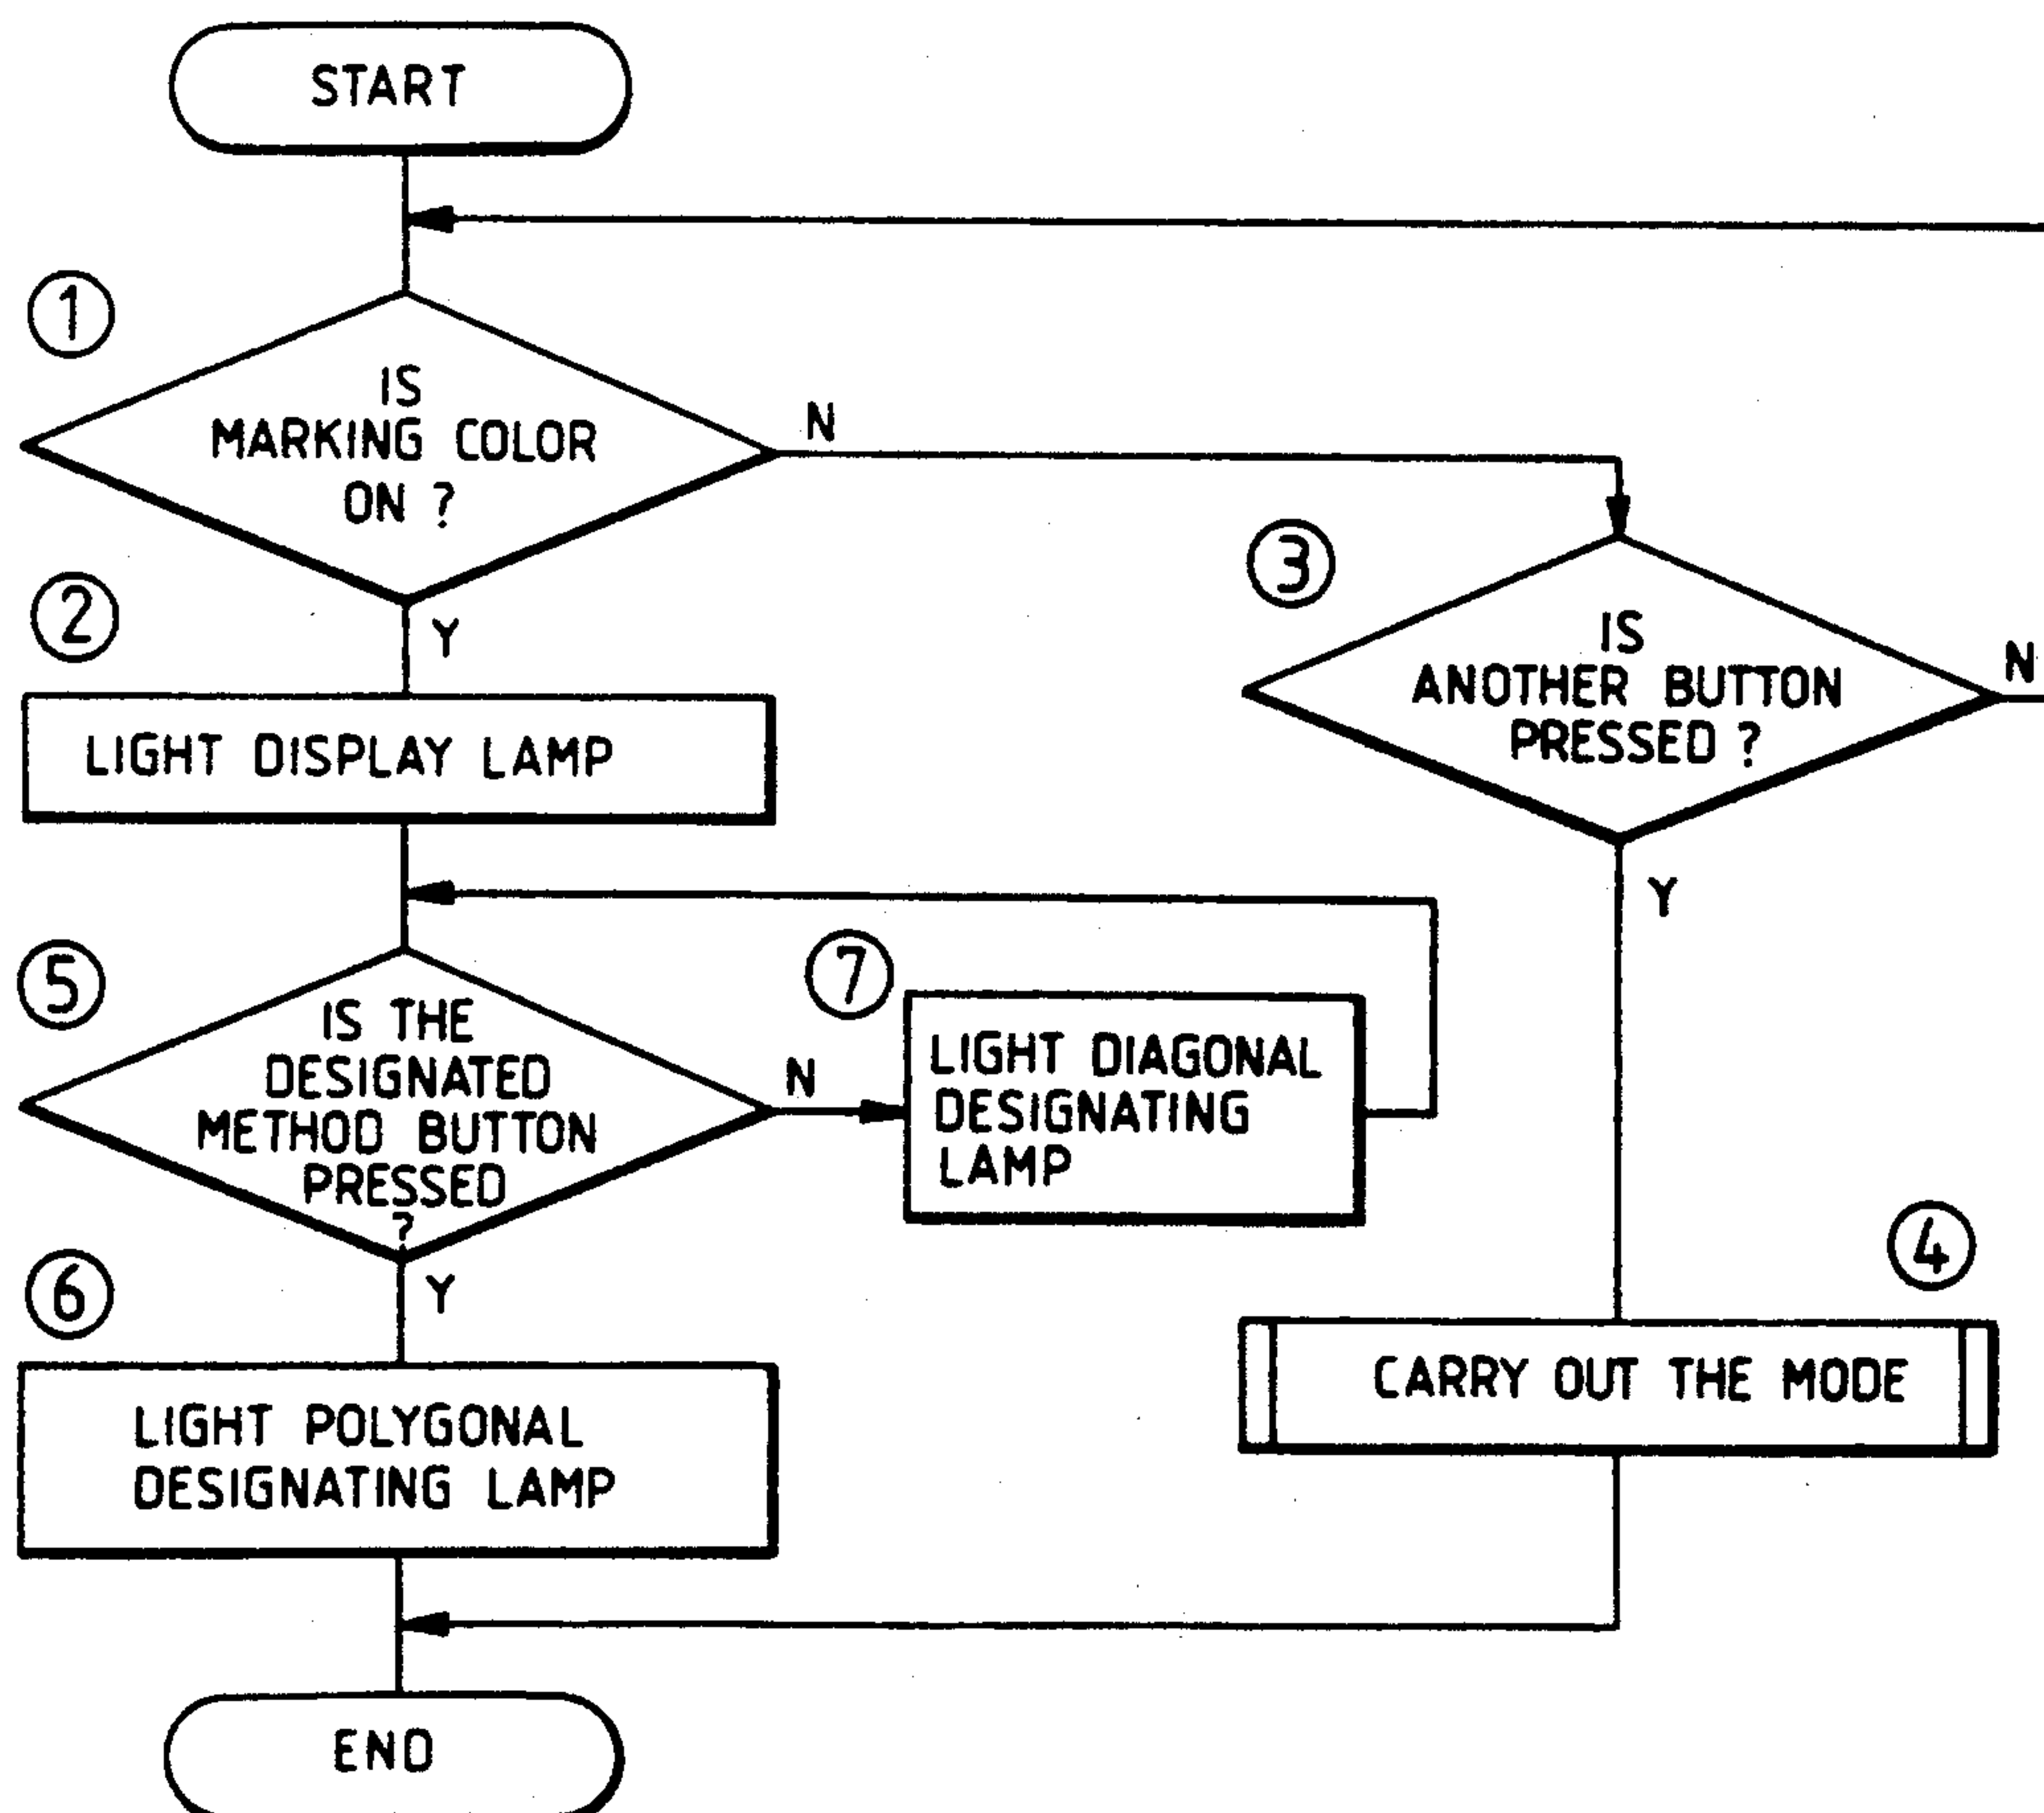 START
①
IS
MARKING COLOR
ON ?
N
②
Y
LIGHT DISPLAY LAMP
③
IS
ANOTHER BUTTON
PRESSED ?
N
Y
⑤
IS THE
DESIGNATED
METHOD BUTTON
PRESSED
?
N
⑦
LIGHT DIAGONAL
DESIGNATING
LAMP
⑥
Y
LIGHT POLYGONAL
DESIGNATING LAMP
④
CARRY OUT THE MODE
END